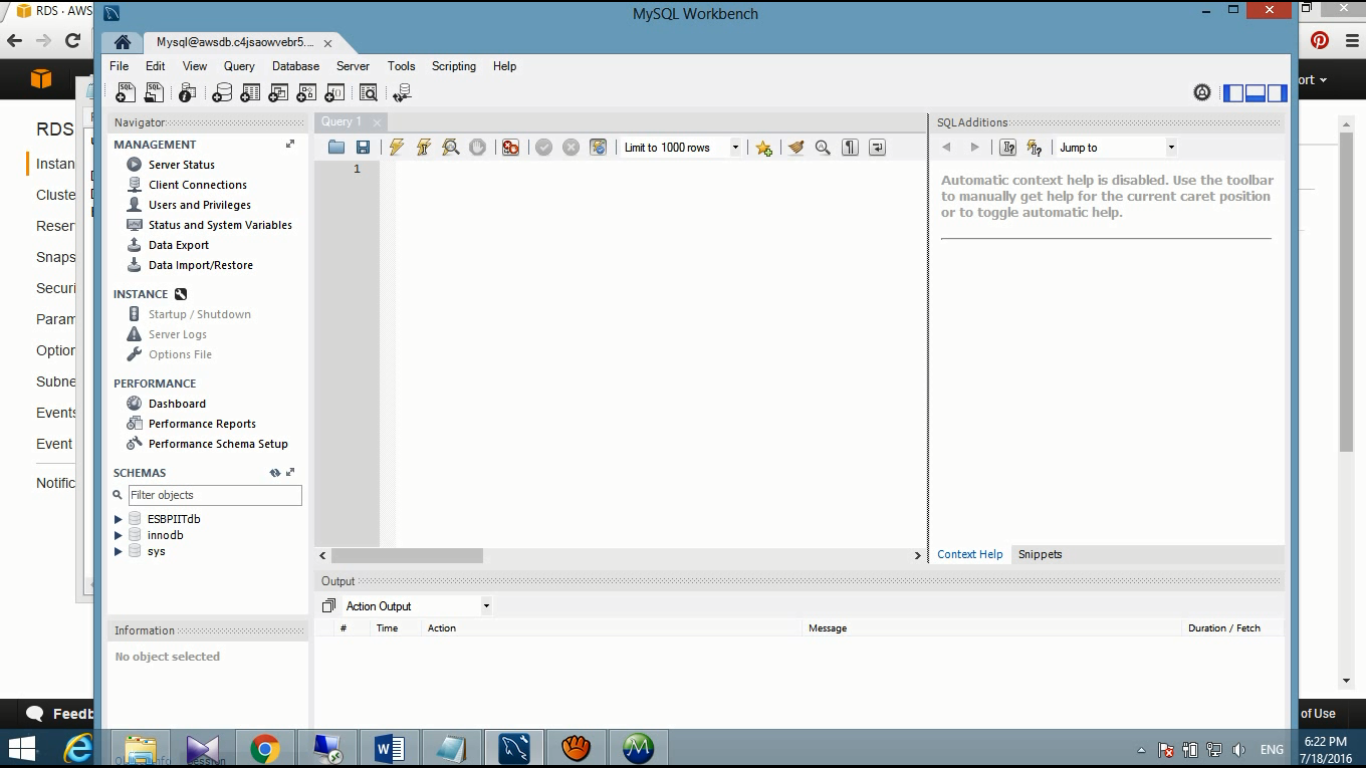 RDS - AWS
MySQL Workbench
Mysql@awsdb.c4jsaowvebr5...
File Edit View Query Database Server Tools Scripting Help
ort
Navigator
MANAGEMENT
Server Status
Client Connections
Users and Privileges
Status and System Variables
Data Export
Data Import/Restore
INSTANCE
Startup / Shutdown
Server Logs
Options File
PERFORMANCE
Dashboard
Performance Reports
Performance Schema Setup
SCHEMAS
Filter objects
ESBPIITdb
innodb
sys
Information
No object selected
Query 1
Limit to 1000 rows
1
SQLAdditions
Jump to
Automatic context help is disabled. Use the toolbar
to manually get help for the current caret position
or to toggle automatic help.
Context Help Snippets
Output
Action Output
# Time Action Message Duration / Fetch
RDS
Instan
Cluste
Reser
Snaps
Securi
Param
Option
Subne
Events
Event
Notific
Feedb
of Use
ENG
6:22 PM
7/18/2016